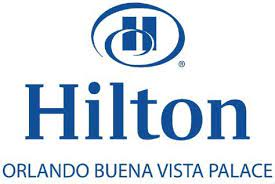 H
®
Hilton
ORLANDO BUENA VISTA PALACE